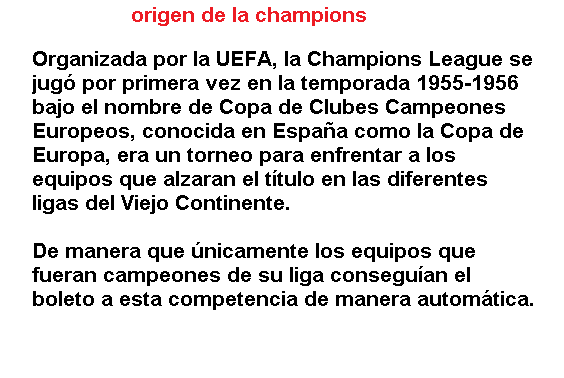 origen de la champions
Organizada por la UEFA, la Champions League se
jugó por primera vez en la temporada 1955-1956
bajo el nombre de Copa de Clubes Campeones
Europeos, conocida en España como la Copa de
Europa, era un torneo para enfrentar a los
equipos que alzaran el título en las diferentes
ligas del Viejo Continente.
De manera que únicamente los equipos que
fueran campeones de su liga conseguían el
boleto a esta competencia de manera automática.